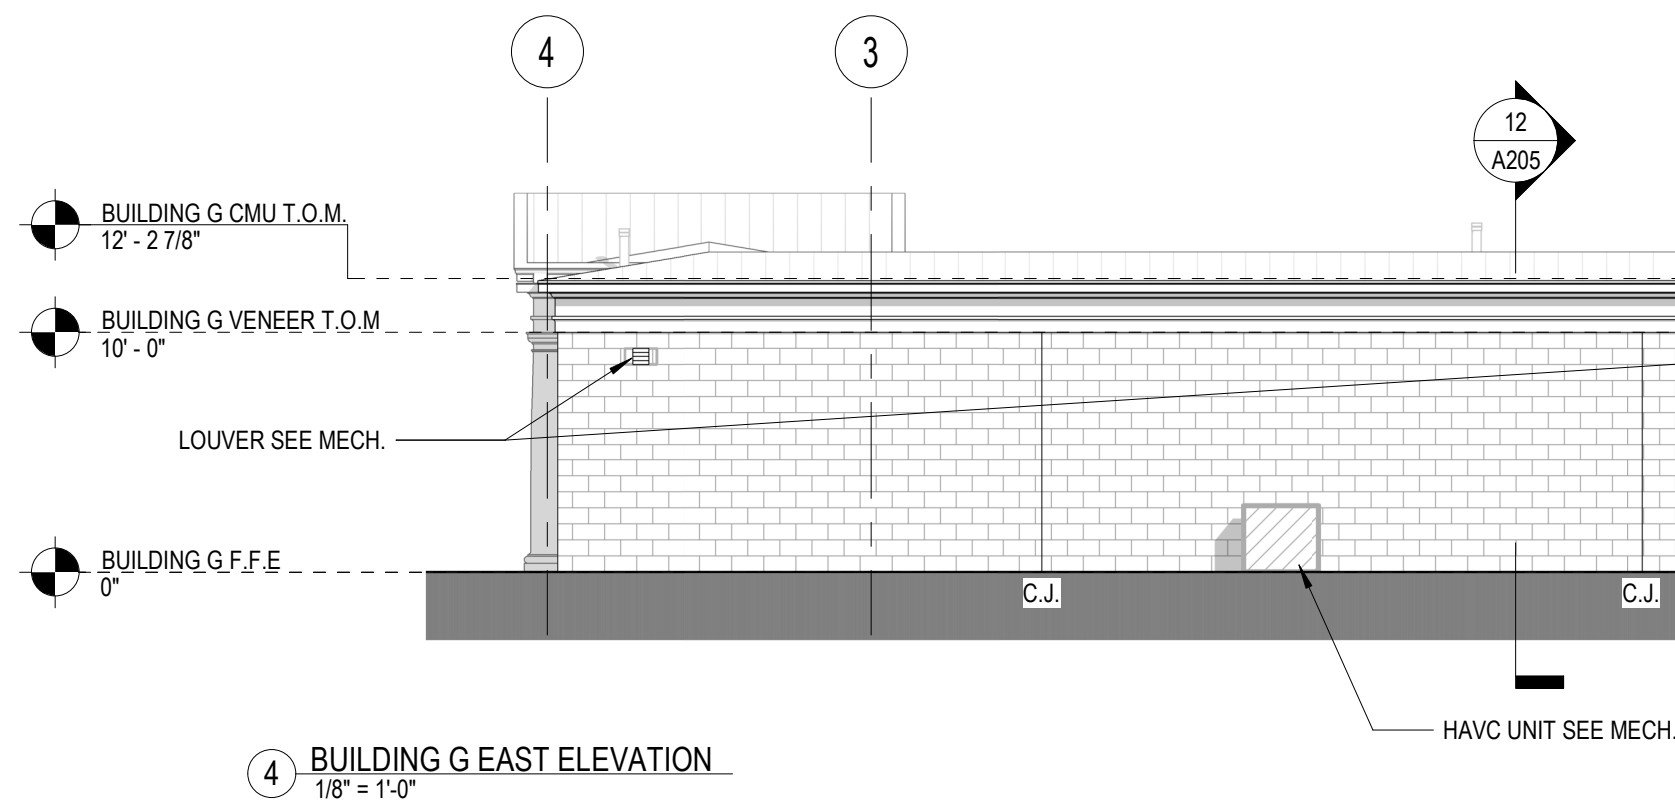 4
3
12
A205
BUILDING G CMU T.O.M.
12' - 2 7/8"
BUILDING G VENEER T.O.M
10' - 0"
LOUVER SEE MECH.
BUILDING G F.F.E
0"
C.J.
C.J.
HAVC UNIT SEE MECH.
4
BUILDING G EAST ELEVATION
1/8" = 1'-0"